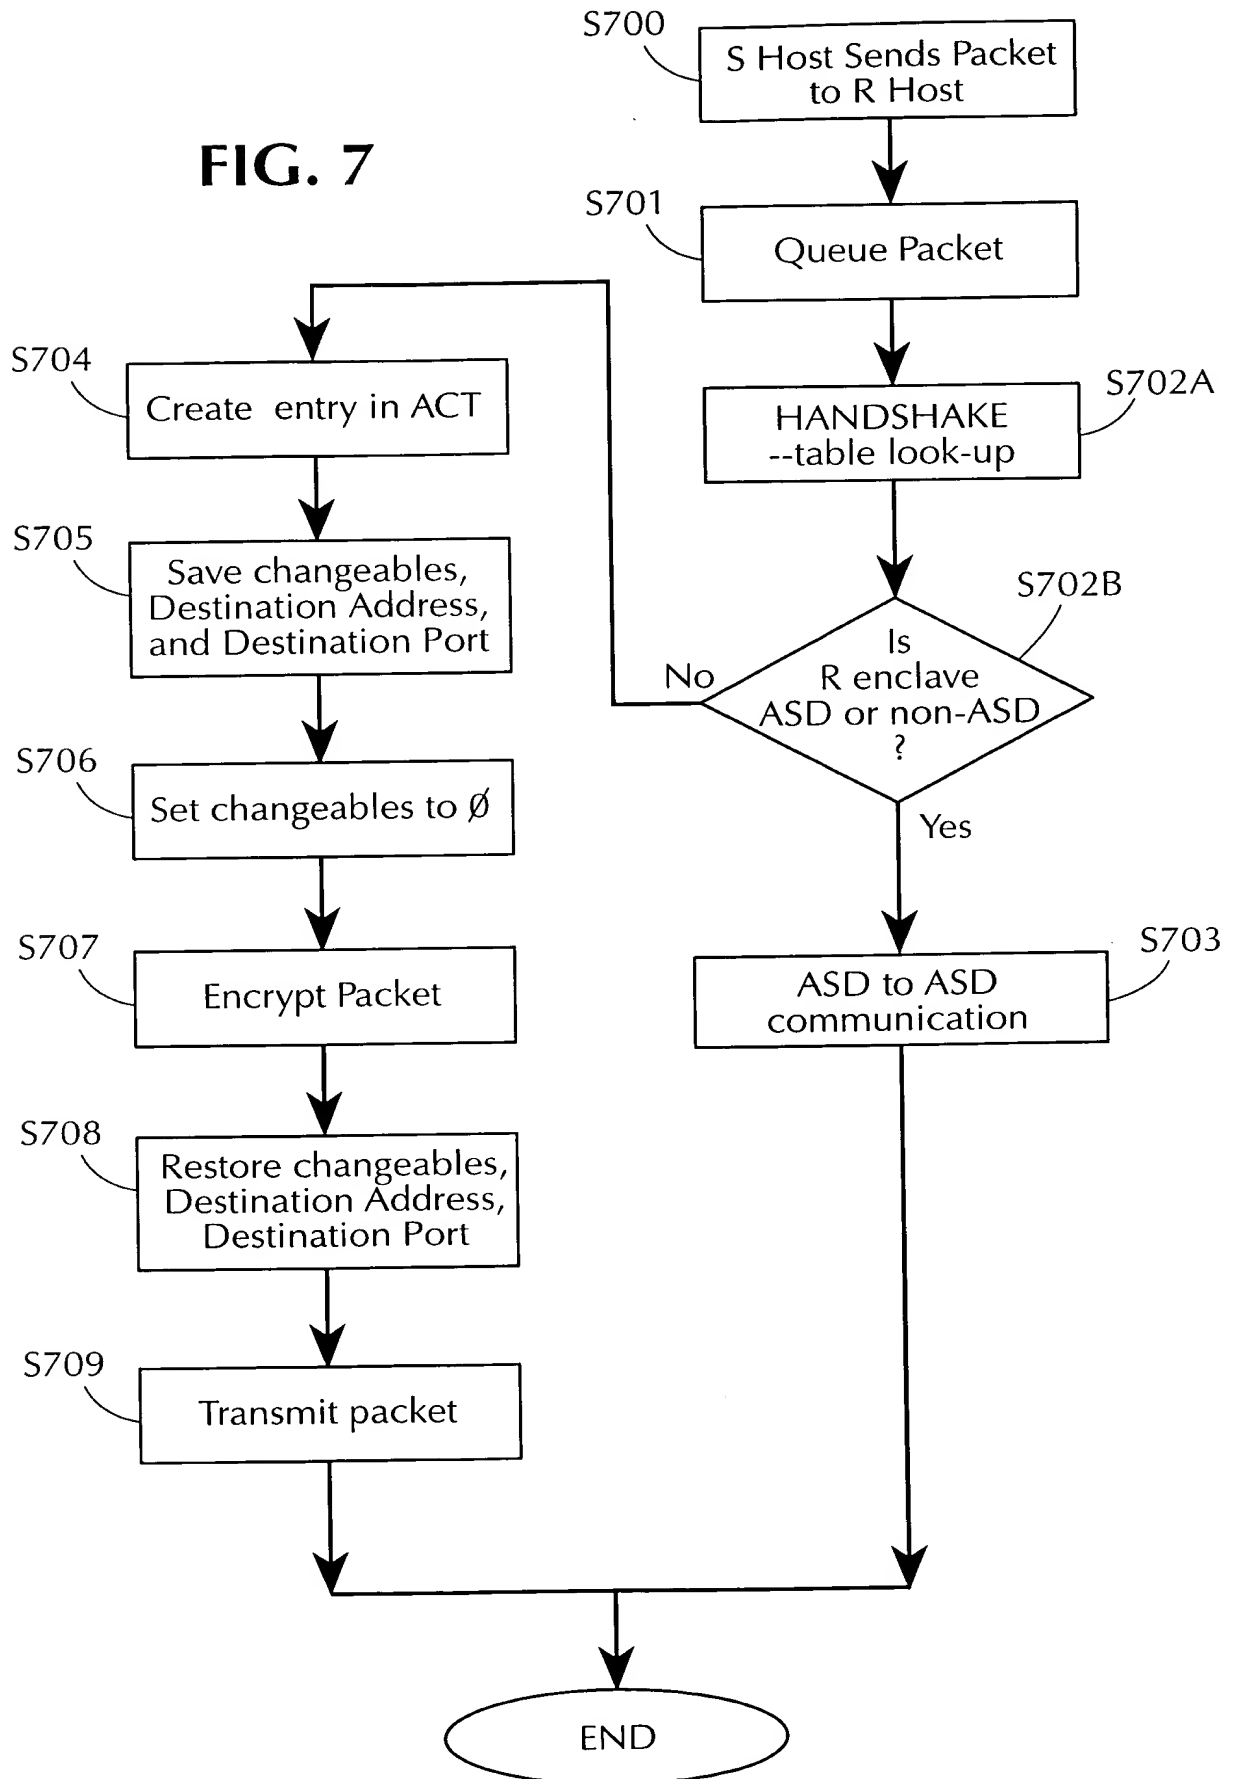 FIG. 7
S700
S Host Sends Packet
to R Host
S701
Queue Packet
S702A
HANDSHAKE
--table look-up
S702B
Is
R enclave
ASD or non-ASD
?
No
Yes
S703
ASD to ASD
communication
S704
Create entry in ACT
S705
Save changeables,
Destination Address,
and Destination Port
S706
Set changeables to Ø
S707
Encrypt Packet
S708
Restore changeables,
Destination Address,
Destination Port
S709
Transmit packet
END